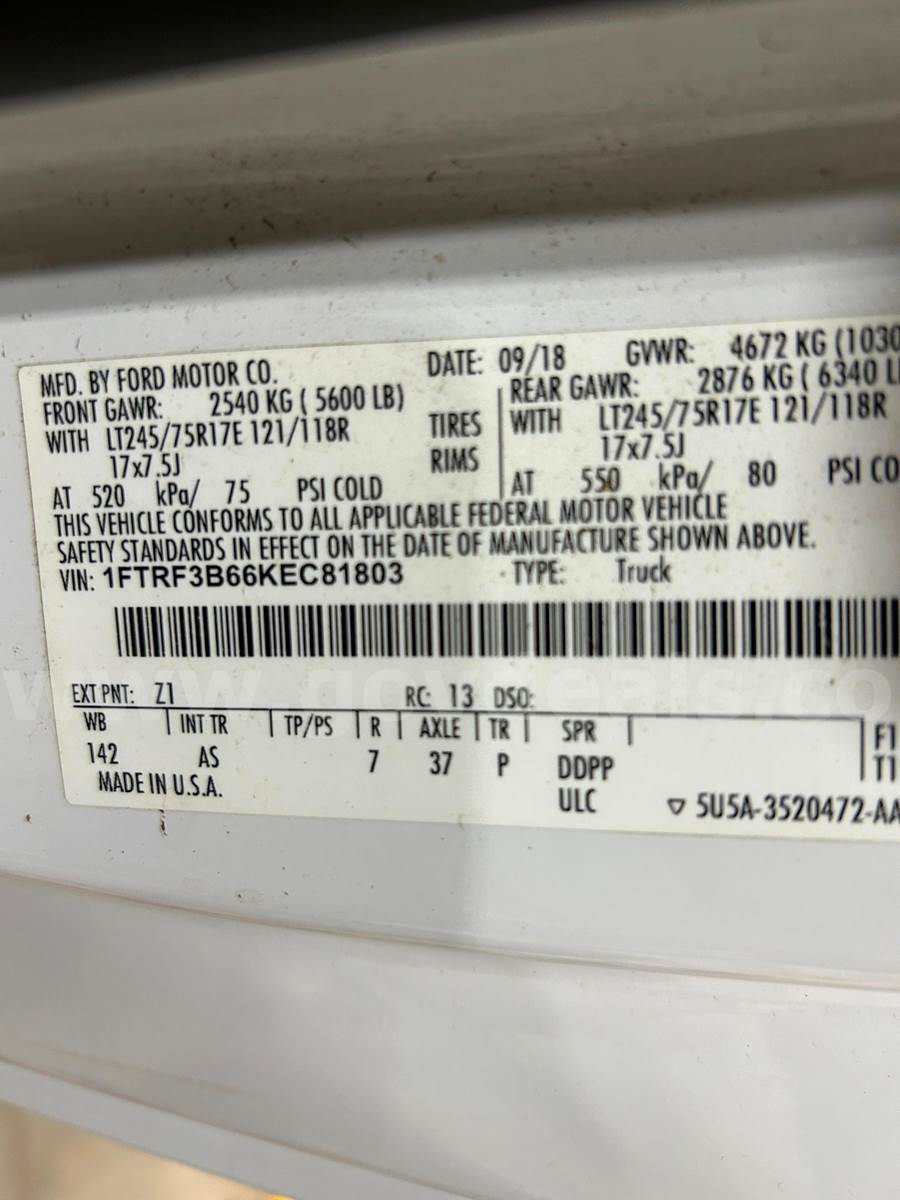 MFD. BY FORD MOTOR CO. DATE: 09/18 GVWR: 4672 KG (1030
FRONT GAWR: 2540 KG ( 5600 LB) REAR GAWR: 2876 KG ( 6340 L
WITH LT245/75R17E 121/118R TIRES WITH LT245/75R17E 121/118R
17x7.5J RIMS 17x7.5J
AT 520 kPa/ 75 PSI COLD AT 550 kPa/ 80 PSI CO
THIS VEHICLE CONFORMS TO ALL APPLICABLE FEDERAL MOTOR VEHICLE
SAFETY STANDARDS IN EFFECT ON THE DATE OF MANUFACTURE SHOWN ABOVE.
VIN: 1FTRF3B66KEC81803 TYPE: Truck
www.govdeals.co
EXT PNT: Z1 RC: 13 DSO:
WB INT TR TP/PS R AXLE TR SPR F1
142 AS 7 37 P DDPP T1
MADE IN U.S.A. ULC ▽ 5U5A-3520472-AA